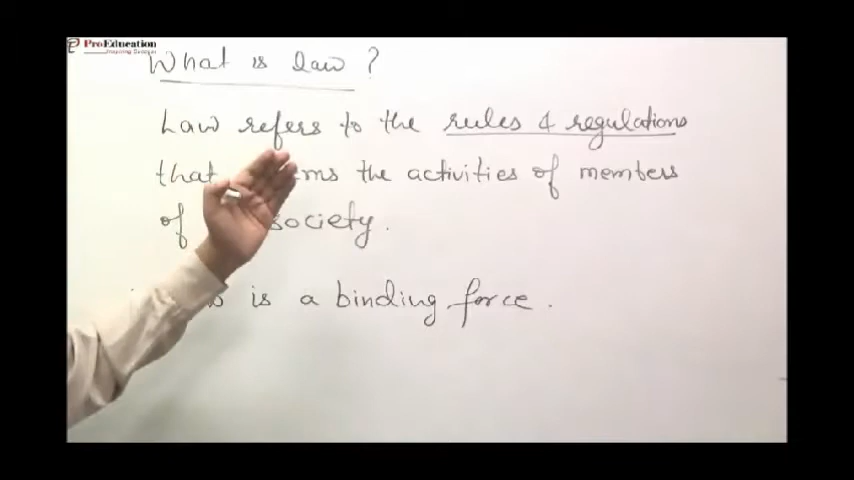 ProEducation
What is law?
Law refers to the rules & regulations
that the activities of members
of society.
is a binding force.